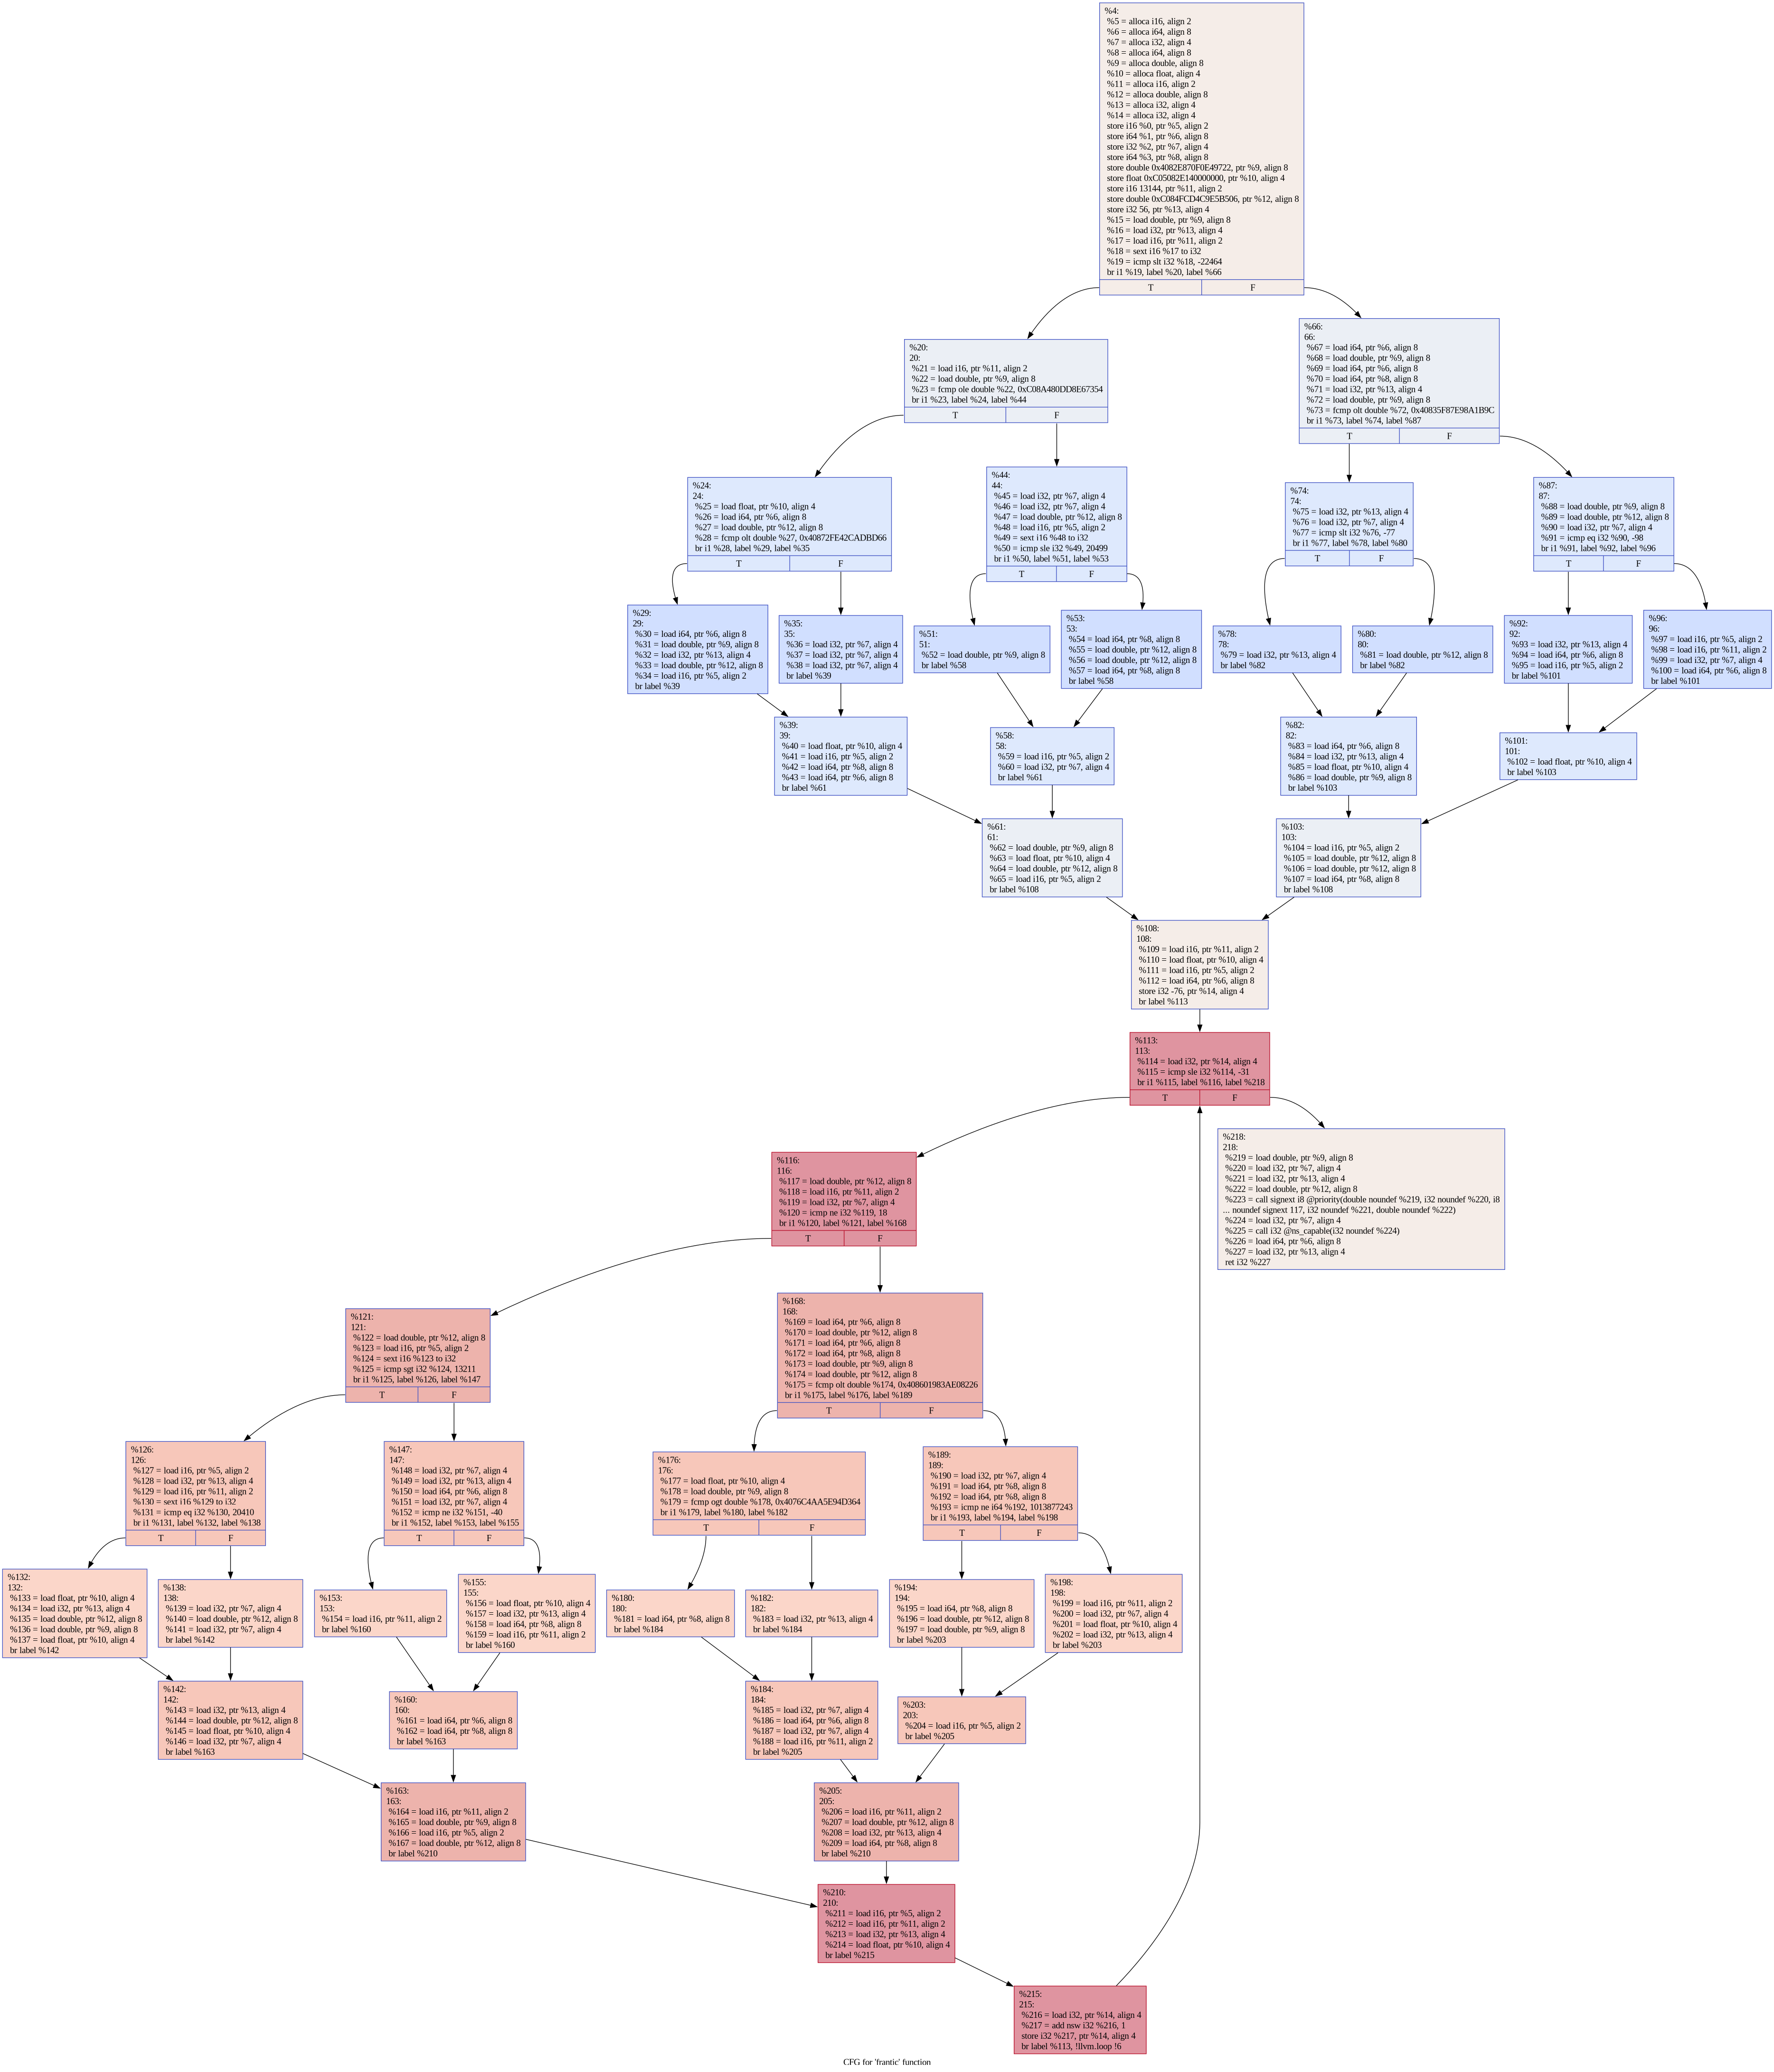 %4:
%5 = alloca i16, align 2
%6 = alloca i64, align 8
%7 = alloca i32, align 4
%8 = alloca i64, align 8
%9 = alloca double, align 8
%10 = alloca float, align 4
%11 = alloca i16, align 2
%12 = alloca double, align 8
%13 = alloca i32, align 4
%14 = alloca i32, align 4
store i16 %0, ptr %5, align 2
store i64 %1, ptr %6, align 8
store i32 %2, ptr %7, align 4
store i64 %3, ptr %8, align 8
store double 0x4082E870F0E49722, ptr %9, align 8
store float 0xC05082E140000000, ptr %10, align 4
store i16 13144, ptr %11, align 2
store double 0xC084FCD4C9E5B506, ptr %12, align 8
store i32 56, ptr %13, align 4
%15 = load double, ptr %9, align 8
%16 = load i32, ptr %13, align 4
%17 = load i16, ptr %11, align 2
%18 = sext i16 %17 to i32
%19 = icmp slt i32 %18, -22464
br i1 %19, label %20, label %66
T F
%20:
20:
%21 = load i16, ptr %11, align 2
%22 = load double, ptr %9, align 8
%23 = fcmp ole double %22, 0xC08A480DD8E67354
br i1 %23, label %24, label %44
T F
%66:
66:
%67 = load i64, ptr %6, align 8
%68 = load double, ptr %9, align 8
%69 = load i64, ptr %6, align 8
%70 = load i64, ptr %8, align 8
%71 = load i32, ptr %13, align 4
%72 = load double, ptr %9, align 8
%73 = fcmp olt double %72, 0x40835F87E98A1B9C
br i1 %73, label %74, label %87
T F
%24:
24:
%25 = load float, ptr %10, align 4
%26 = load i64, ptr %6, align 8
%27 = load double, ptr %12, align 8
%28 = fcmp olt double %27, 0x40872FE42CADBD66
br i1 %28, label %29, label %35
T F
%44:
44:
%45 = load i32, ptr %7, align 4
%46 = load i32, ptr %7, align 4
%47 = load double, ptr %12, align 8
%48 = load i16, ptr %5, align 2
%49 = sext i16 %48 to i32
%50 = icmp sle i32 %49, 20499
br i1 %50, label %51, label %53
T F
%74:
74:
%75 = load i32, ptr %13, align 4
%76 = load i32, ptr %7, align 4
%77 = icmp slt i32 %76, -77
br i1 %77, label %78, label %80
T F
%87:
87:
%88 = load double, ptr %9, align 8
%89 = load double, ptr %12, align 8
%90 = load i32, ptr %7, align 4
%91 = icmp eq i32 %90, -98
br i1 %91, label %92, label %96
T F
%29:
29:
%30 = load i64, ptr %6, align 8
%31 = load double, ptr %9, align 8
%32 = load i32, ptr %13, align 4
%33 = load double, ptr %12, align 8
%34 = load i16, ptr %5, align 2
br label %39
%35:
35:
%36 = load i32, ptr %7, align 4
%37 = load i32, ptr %7, align 4
%38 = load i32, ptr %7, align 4
br label %39
%51:
51:
%52 = load double, ptr %9, align 8
br label %58
%53:
53:
%54 = load i64, ptr %8, align 8
%55 = load double, ptr %12, align 8
%56 = load double, ptr %12, align 8
%57 = load i64, ptr %8, align 8
br label %58
%78:
78:
%79 = load i32, ptr %13, align 4
br label %82
%80:
80:
%81 = load double, ptr %12, align 8
br label %82
%92:
92:
%93 = load i32, ptr %13, align 4
%94 = load i64, ptr %6, align 8
%95 = load i16, ptr %5, align 2
br label %101
%96:
96:
%97 = load i16, ptr %5, align 2
%98 = load i16, ptr %11, align 2
%99 = load i32, ptr %7, align 4
%100 = load i64, ptr %6, align 8
br label %101
%39:
39:
%40 = load float, ptr %10, align 4
%41 = load i16, ptr %5, align 2
%42 = load i64, ptr %8, align 8
%43 = load i64, ptr %6, align 8
br label %61
%58:
58:
%59 = load i16, ptr %5, align 2
%60 = load i32, ptr %7, align 4
br label %61
%82:
82:
%83 = load i64, ptr %6, align 8
%84 = load i32, ptr %13, align 4
%85 = load float, ptr %10, align 4
%86 = load double, ptr %9, align 8
br label %103
%101:
101:
%102 = load float, ptr %10, align 4
br label %103
%61:
61:
%62 = load double, ptr %9, align 8
%63 = load float, ptr %10, align 4
%64 = load double, ptr %12, align 8
%65 = load i16, ptr %5, align 2
br label %108
%103:
103:
%104 = load i16, ptr %5, align 2
%105 = load double, ptr %12, align 8
%106 = load double, ptr %12, align 8
%107 = load i64, ptr %8, align 8
br label %108
%108:
108:
%109 = load i16, ptr %11, align 2
%110 = load float, ptr %10, align 4
%111 = load i16, ptr %5, align 2
%112 = load i64, ptr %6, align 8
store i32 -76, ptr %14, align 4
br label %113
%113:
113:
%114 = load i32, ptr %14, align 4
%115 = icmp sle i32 %114, -31
br i1 %115, label %116, label %218
T F
%218:
218:
%219 = load double, ptr %9, align 8
%220 = load i32, ptr %7, align 4
%221 = load i32, ptr %13, align 4
%222 = load double, ptr %12, align 8
%223 = call signext i8 @priority(double noundef %219, i32 noundef %220, i8
... noundef signext 117, i32 noundef %221, double noundef %222)
%224 = load i32, ptr %7, align 4
%225 = call i32 @ns_capable(i32 noundef %224)
%226 = load i64, ptr %6, align 8
%227 = load i32, ptr %13, align 4
ret i32 %227
%116:
116:
%117 = load double, ptr %12, align 8
%118 = load i16, ptr %11, align 2
%119 = load i32, ptr %7, align 4
%120 = icmp ne i32 %119, 18
br i1 %120, label %121, label %168
T F
%121:
121:
%122 = load double, ptr %12, align 8
%123 = load i16, ptr %5, align 2
%124 = sext i16 %123 to i32
%125 = icmp sgt i32 %124, 13211
br i1 %125, label %126, label %147
T F
%168:
168:
%169 = load i64, ptr %6, align 8
%170 = load double, ptr %12, align 8
%171 = load i64, ptr %6, align 8
%172 = load i64, ptr %8, align 8
%173 = load double, ptr %9, align 8
%174 = load double, ptr %12, align 8
%175 = fcmp olt double %174, 0x408601983AE08226
br i1 %175, label %176, label %189
T F
%126:
126:
%127 = load i16, ptr %5, align 2
%128 = load i32, ptr %13, align 4
%129 = load i16, ptr %11, align 2
%130 = sext i16 %129 to i32
%131 = icmp eq i32 %130, 20410
br i1 %131, label %132, label %138
T F
%147:
147:
%148 = load i32, ptr %7, align 4
%149 = load i32, ptr %13, align 4
%150 = load i64, ptr %6, align 8
%151 = load i32, ptr %7, align 4
%152 = icmp ne i32 %151, -40
br i1 %152, label %153, label %155
T F
%176:
176:
%177 = load float, ptr %10, align 4
%178 = load double, ptr %9, align 8
%179 = fcmp ogt double %178, 0x4076C4AA5E94D364
br i1 %179, label %180, label %182
T F
%189:
189:
%190 = load i32, ptr %7, align 4
%191 = load i64, ptr %8, align 8
%192 = load i64, ptr %8, align 8
%193 = icmp ne i64 %192, 1013877243
br i1 %193, label %194, label %198
T F
%132:
132:
%133 = load float, ptr %10, align 4
%134 = load i32, ptr %13, align 4
%135 = load double, ptr %12, align 8
%136 = load double, ptr %9, align 8
%137 = load float, ptr %10, align 4
br label %142
%138:
138:
%139 = load i32, ptr %7, align 4
%140 = load double, ptr %12, align 8
%141 = load i32, ptr %7, align 4
br label %142
%153:
153:
%154 = load i16, ptr %11, align 2
br label %160
%155:
155:
%156 = load float, ptr %10, align 4
%157 = load i32, ptr %13, align 4
%158 = load i64, ptr %8, align 8
%159 = load i16, ptr %11, align 2
br label %160
%180:
180:
%181 = load i64, ptr %8, align 8
br label %184
%182:
182:
%183 = load i32, ptr %13, align 4
br label %184
%194:
194:
%195 = load i64, ptr %8, align 8
%196 = load double, ptr %12, align 8
%197 = load double, ptr %9, align 8
br label %203
%198:
198:
%199 = load i16, ptr %11, align 2
%200 = load i32, ptr %7, align 4
%201 = load float, ptr %10, align 4
%202 = load i32, ptr %13, align 4
br label %203
%142:
142:
%143 = load i32, ptr %13, align 4
%144 = load double, ptr %12, align 8
%145 = load float, ptr %10, align 4
%146 = load i32, ptr %7, align 4
br label %163
%160:
160:
%161 = load i64, ptr %6, align 8
%162 = load i64, ptr %8, align 8
br label %163
%184:
184:
%185 = load i32, ptr %7, align 4
%186 = load i64, ptr %6, align 8
%187 = load i32, ptr %7, align 4
%188 = load i16, ptr %11, align 2
br label %205
%203:
203:
%204 = load i16, ptr %5, align 2
br label %205
%163:
163:
%164 = load i16, ptr %11, align 2
%165 = load double, ptr %9, align 8
%166 = load i16, ptr %5, align 2
%167 = load double, ptr %12, align 8
br label %210
%205:
205:
%206 = load i16, ptr %11, align 2
%207 = load double, ptr %12, align 8
%208 = load i32, ptr %13, align 4
%209 = load i64, ptr %8, align 8
br label %210
%210:
210:
%211 = load i16, ptr %5, align 2
%212 = load i16, ptr %11, align 2
%213 = load i32, ptr %13, align 4
%214 = load float, ptr %10, align 4
br label %215
%215:
215:
%216 = load i32, ptr %14, align 4
%217 = add nsw i32 %216, 1
store i32 %217, ptr %14, align 4
br label %113, !llvm.loop !6
CFG for 'frantic' function